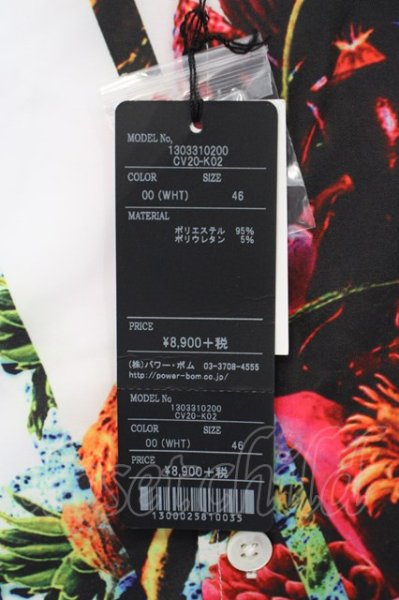 MODEL No.
1303310200
CV20-K02
COLOR SIZE
00 (WHT) 46
MATERIAL
ポリエステル 95%
ポリウレタン 5%
PRICE
¥8,900+税
(株)パワー・ボム 03-3708-4555
http://power-bom.co.jp/
MODEL No.
1303310200
CV20-K02
COLOR SIZE
00 (WHT) 46
PRICE
¥8,900+税
1300025610035